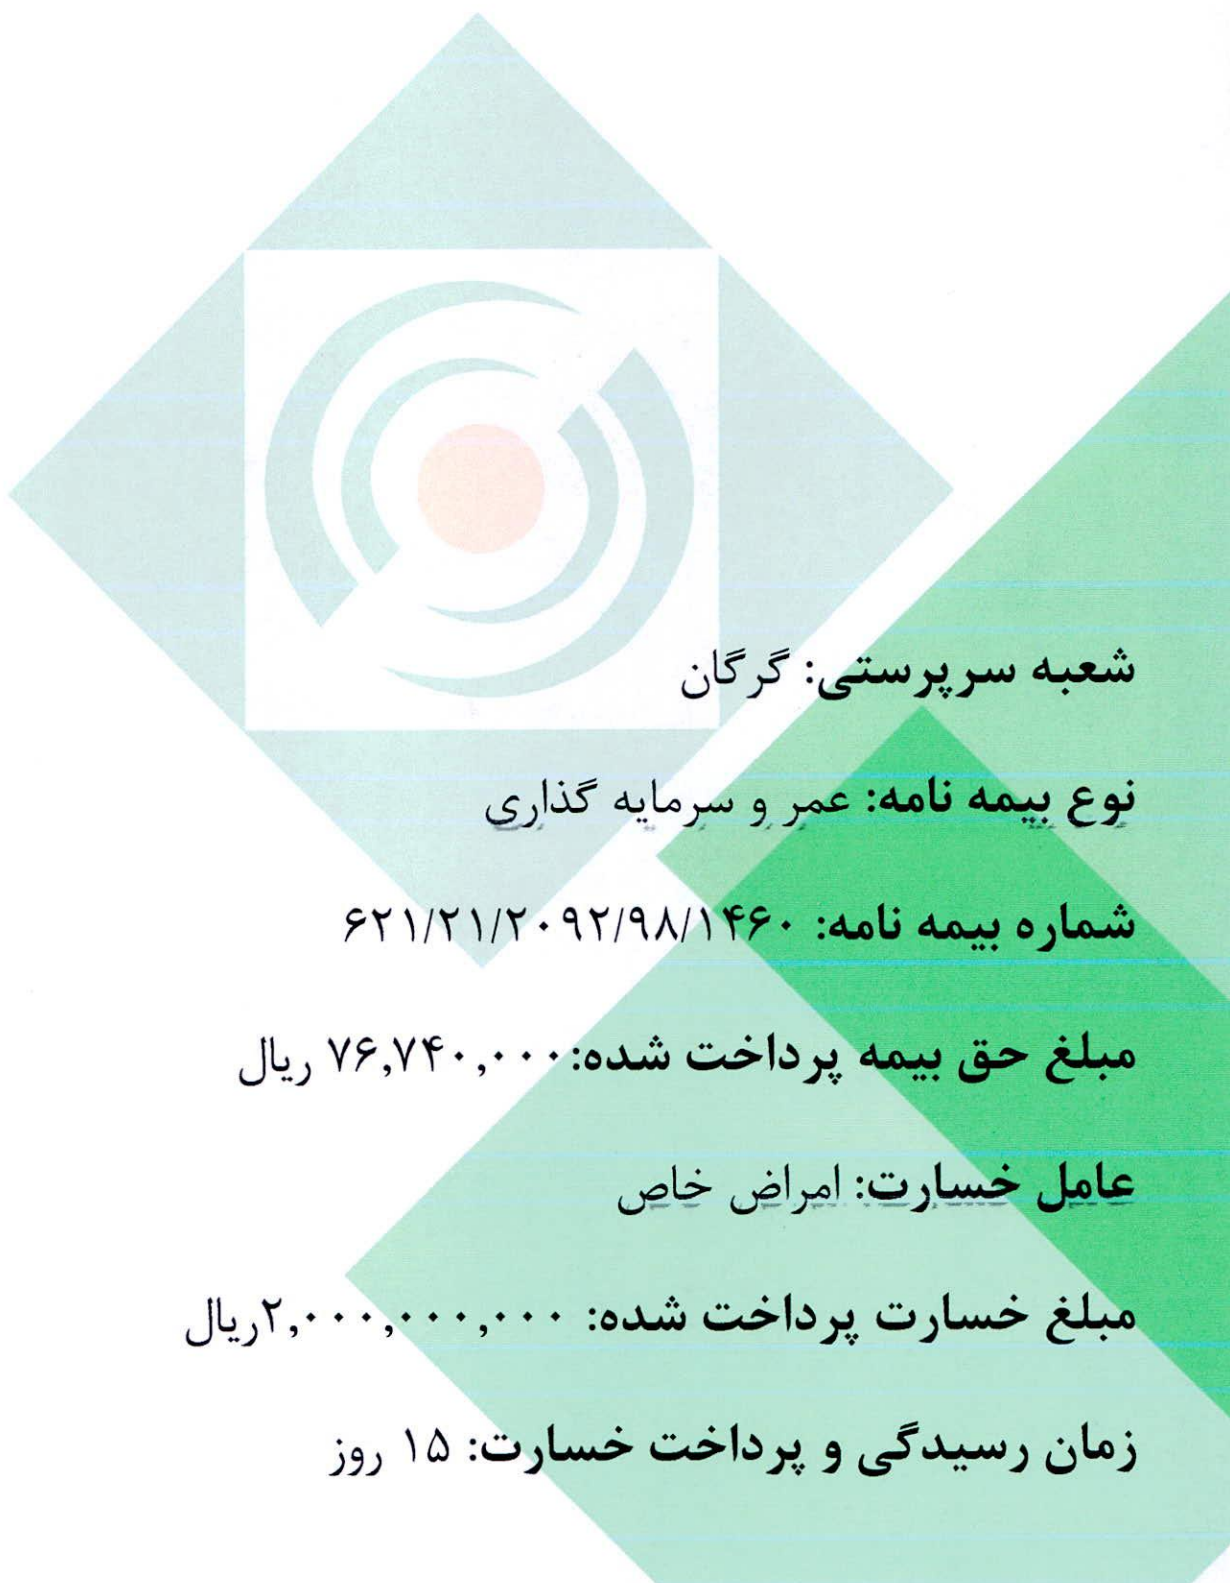 شعبه سرپرستی: گرگان
نوع بیمه نامه: عمر و سرمایه گذاری
شماره بیمه نامه: ۶۲۱/۲۱/۲۰۹۲/۹۸/۱۴۶۰
مبلغ حق بیمه پرداخت شده: ۷۶,۷۴۰,۰۰۰ ریال
عامل خسارت: امراض خاص
مبلغ خسارت پرداخت شده: ۲,۰۰۰,۰۰۰,۰۰۰ریال
زمان رسیدگی و پرداخت خسارت: ۱۵ روز